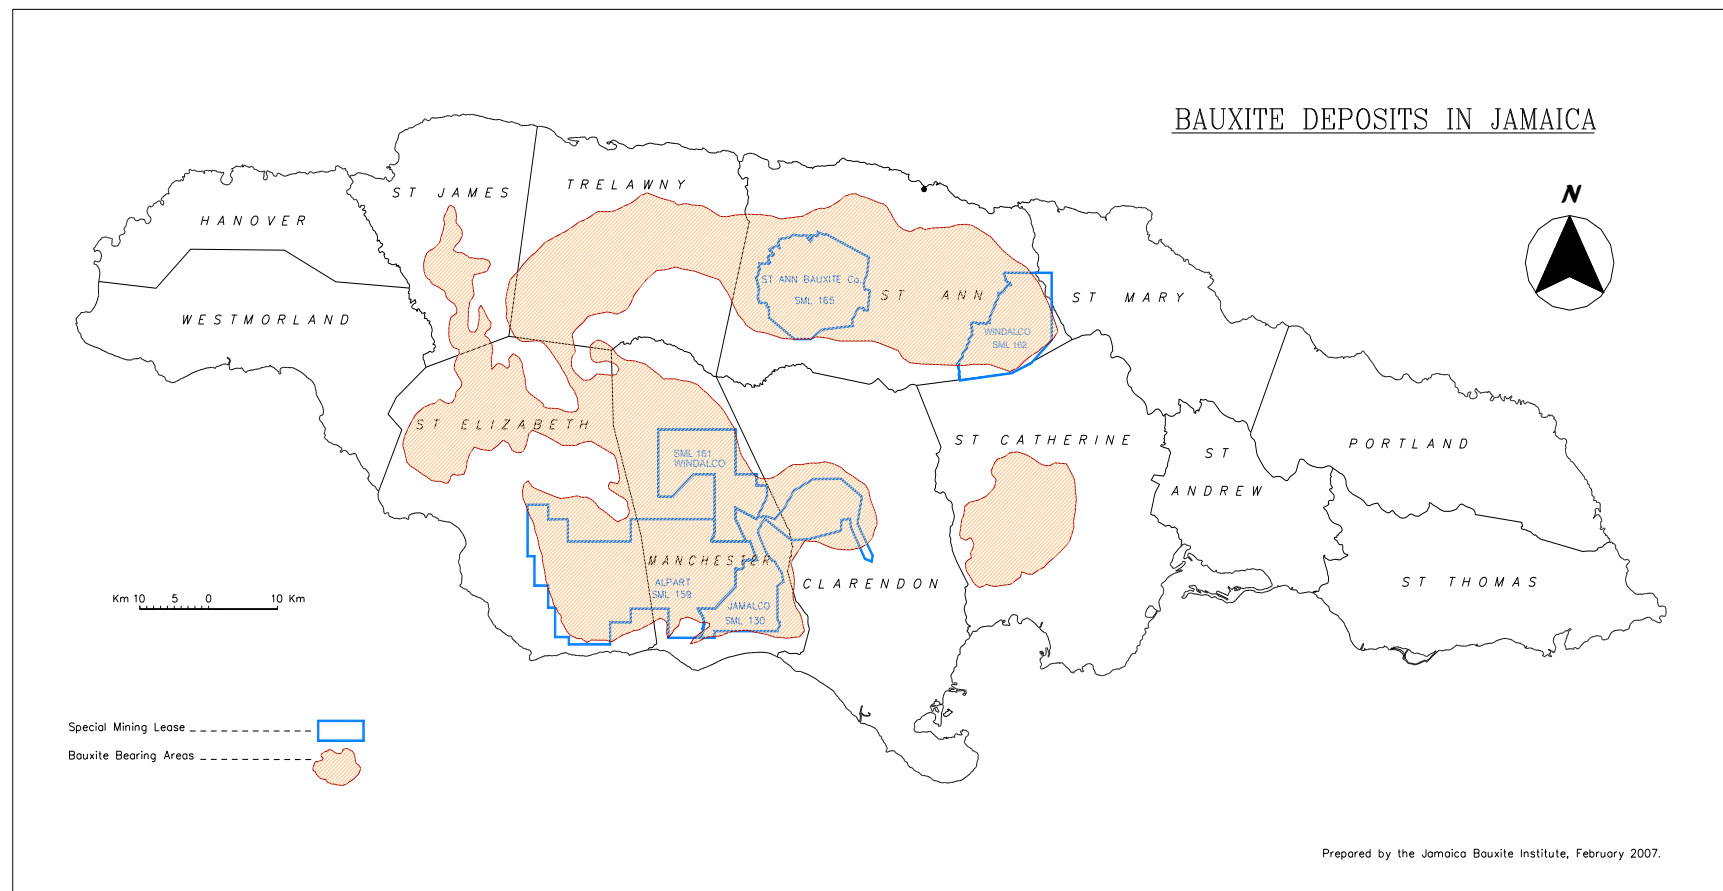 BAUXITE DEPOSITS IN JAMAICA
N
ST JAMES
TRELAWNY
HANOVER
WESTMORLAND
ST ANN BAUXITE Co.
SML 165
ST ANN
ST MARY
WINDALCO
SML 162
ST ELIZABETH
ST CATHERINE
PORTLAND
SML 161
WINDALCO
ST
ANDREW
MANCHESTER
CLARENDON
ST THOMAS
ALPART
SML 159
JAMALCO
SML 130
Km 10 5 0 10 Km
Special Mining Lease
Bauxite Bearing Areas
Prepared by the Jamaica Bauxite Institute, February 2007.